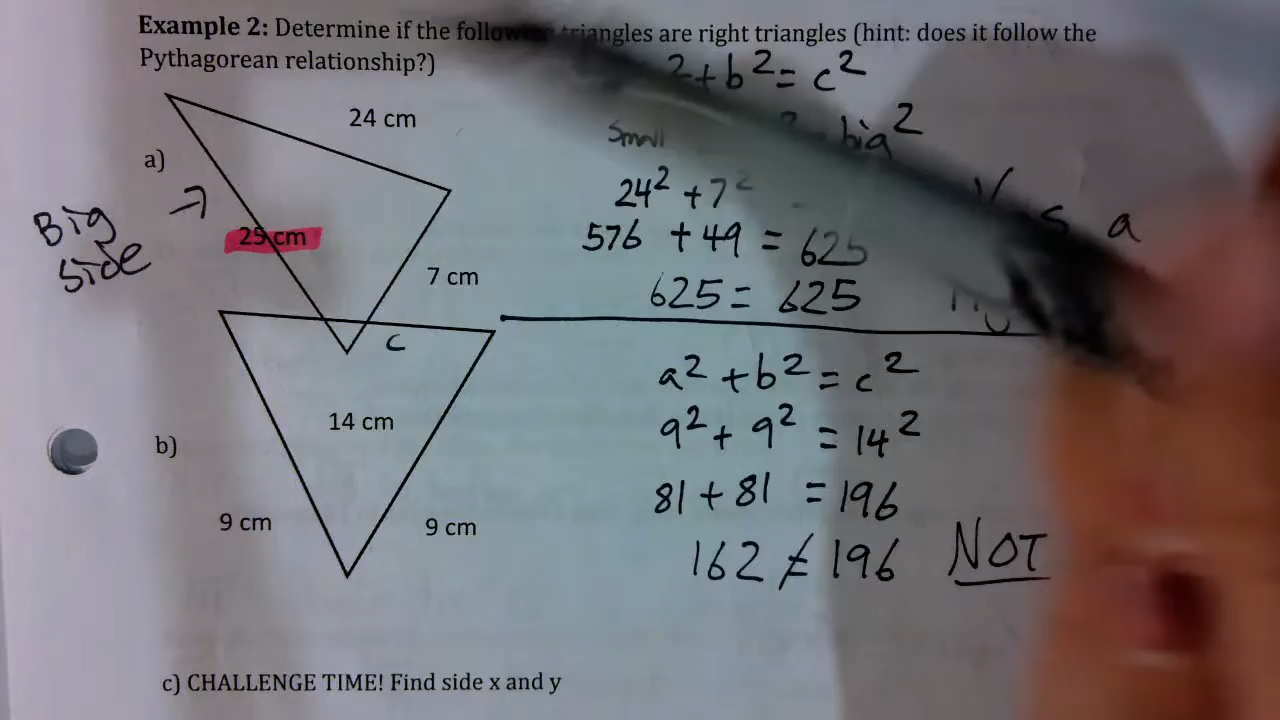 Example 2: Determine if the following triangles are right triangles (hint: does it follow the
Pythagorean relationship?)
² + b² = c²
24 cm
Small
² big²
a)
24² + 7²
Big
side
25 cm
a
576 + 49 = 625
7 cm
625 = 625
c
a² + b² = c²
14 cm
9² + 9² = 14²
b)
81 + 81 = 196
9 cm
9 cm
162 ≠ 196 NOT
c) CHALLENGE TIME! Find side x and y